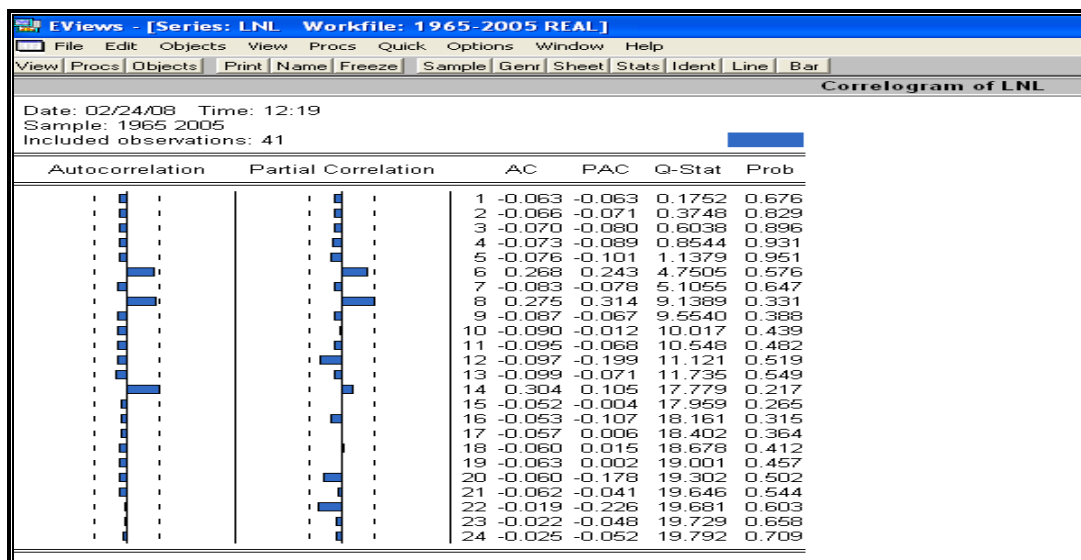 EViews - [Series: LNL Workfile: 1965-2005 REAL]
File Edit Objects View Procs Quick Options Window Help
View Procs Objects Print Name Freeze Sample Genr Sheet Stats Ident Line Bar
Correlogram of LNL
Date: 02/24/08 Time: 12:19
Sample: 1965 2005
Included observations: 41
Autocorrelation Partial Correlation AC PAC Q-Stat Prob
1 -0.063 -0.063 0.1752 0.676
2 -0.066 -0.071 0.3748 0.829
3 -0.070 -0.080 0.6038 0.896
4 -0.073 -0.089 0.8544 0.931
5 -0.076 -0.101 1.1379 0.951
6 0.268 0.243 4.7505 0.576
7 -0.083 -0.078 5.1055 0.647
8 0.275 0.314 9.1389 0.331
9 -0.087 -0.067 9.5540 0.388
10 -0.090 -0.012 10.017 0.439
11 -0.095 -0.068 10.548 0.482
12 -0.097 -0.199 11.121 0.519
13 -0.099 -0.071 11.735 0.549
14 0.304 0.105 17.779 0.217
15 -0.052 -0.004 17.959 0.265
16 -0.053 -0.107 18.161 0.315
17 -0.057 0.006 18.402 0.364
18 -0.060 0.015 18.678 0.412
19 -0.063 0.002 19.001 0.457
20 -0.060 -0.178 19.302 0.502
21 -0.062 -0.041 19.646 0.544
22 -0.019 -0.226 19.681 0.603
23 -0.022 -0.048 19.729 0.658
24 -0.025 -0.052 19.792 0.709